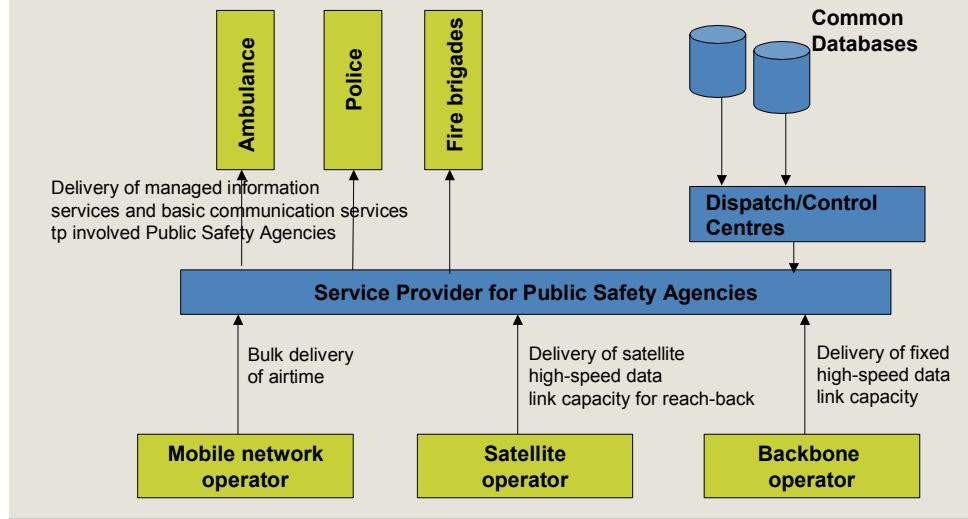 Common
Databases
Ambulance
Police
Fire brigades
Delivery of managed information
services and basic communication services
tp involved Public Safety Agencies
Dispatch/Control
Centres
Service Provider for Public Safety Agencies
Bulk delivery
of airtime
Delivery of satellite
high-speed data
link capacity for reach-back
Delivery of fixed
high-speed data
link capacity
Mobile network
operator
Satellite
operator
Backbone
operator